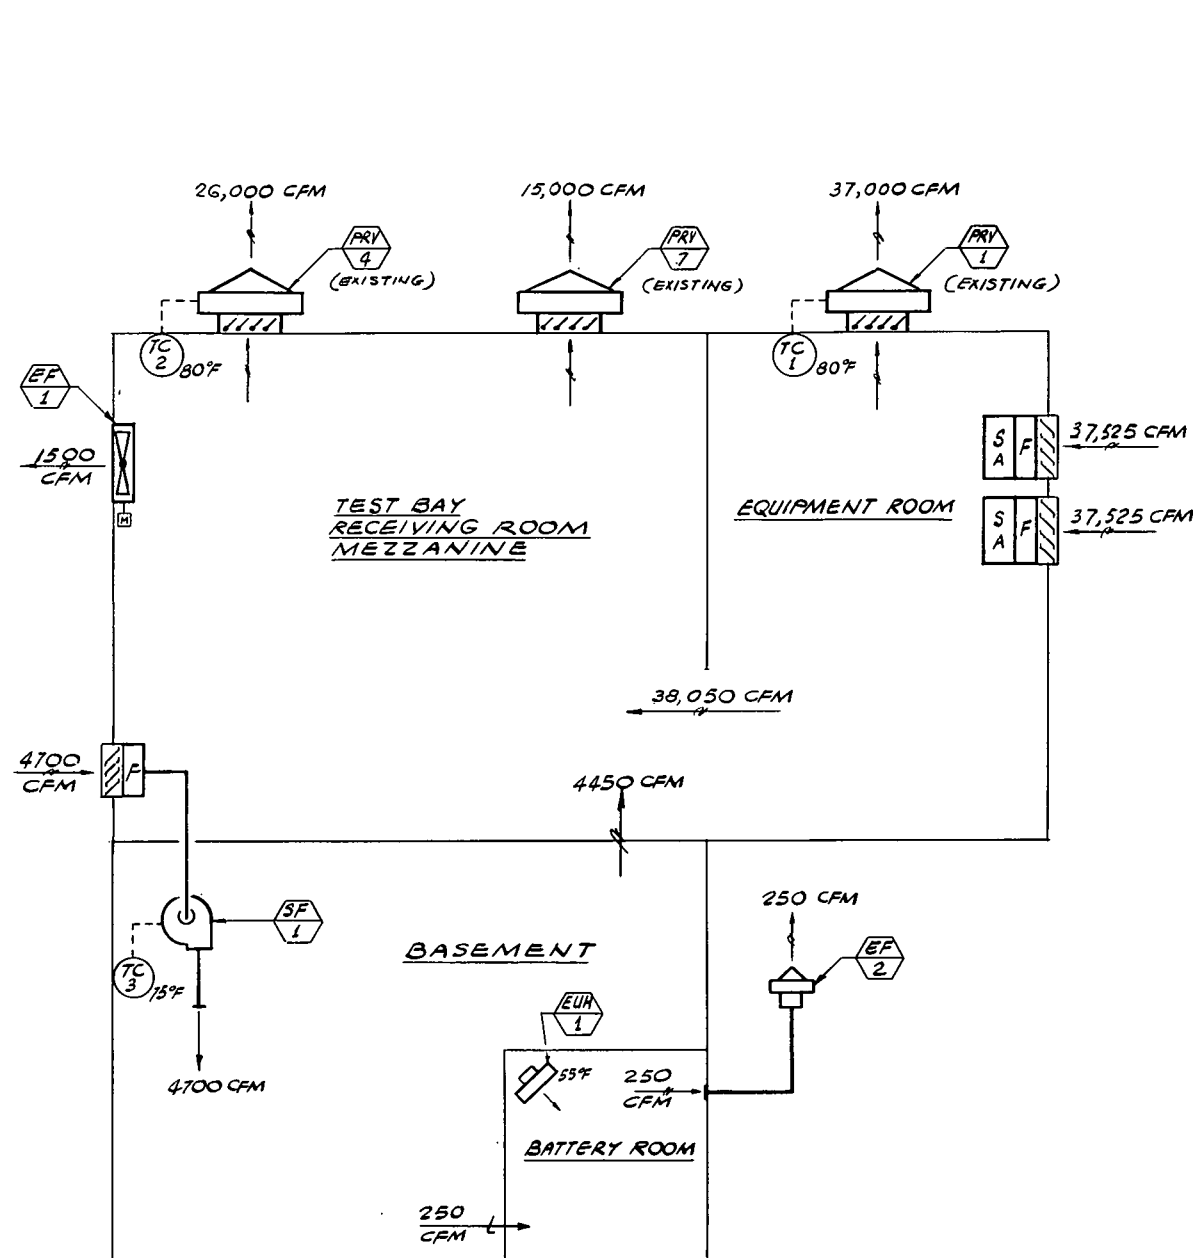 26,000 CFM
15,000 CFM
37,000 CFM
PRV
4
(EXISTING)
PRV
7
(EXISTING)
PRV
1
(EXISTING)
TC
2
80°F
TC
1
80°F
EF
1
1500
CFM
M
TEST BAY
RECEIVING ROOM
MEZZANINE
EQUIPMENT ROOM
S
A
F
37,525 CFM
S
A
F
37,525 CFM
38,050 CFM
4700
CFM
F
4450 CFM
SF
1
TC
3
75°F
4700 CFM
BASEMENT
250 CFM
EF
2
EUH
1
55°F
250
CFM
BATTERY ROOM
250
CFM